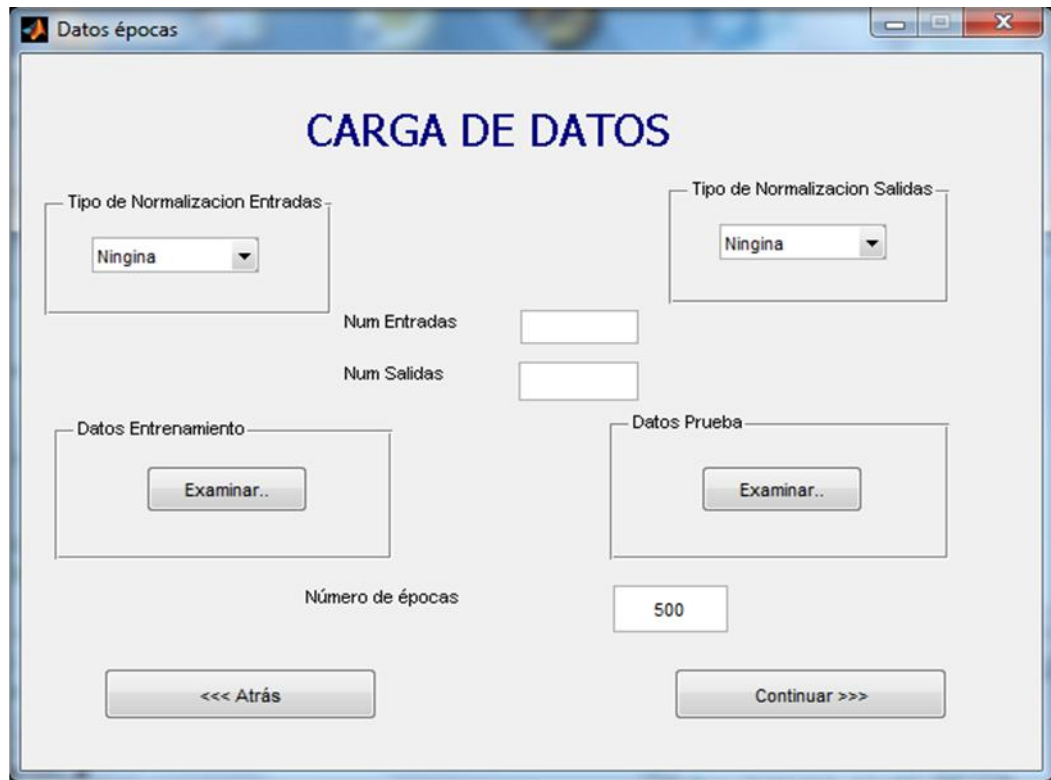 Datos épocas
CARGA DE DATOS
Tipo de Normalizacion Entradas
Tipo de Normalizacion Salidas
Ningina
Ningina
Num Entradas
Num Salidas
Datos Entrenamiento
Datos Prueba
Examinar..
Examinar..
Número de épocas
500
<<< Atrás
Continuar >>>